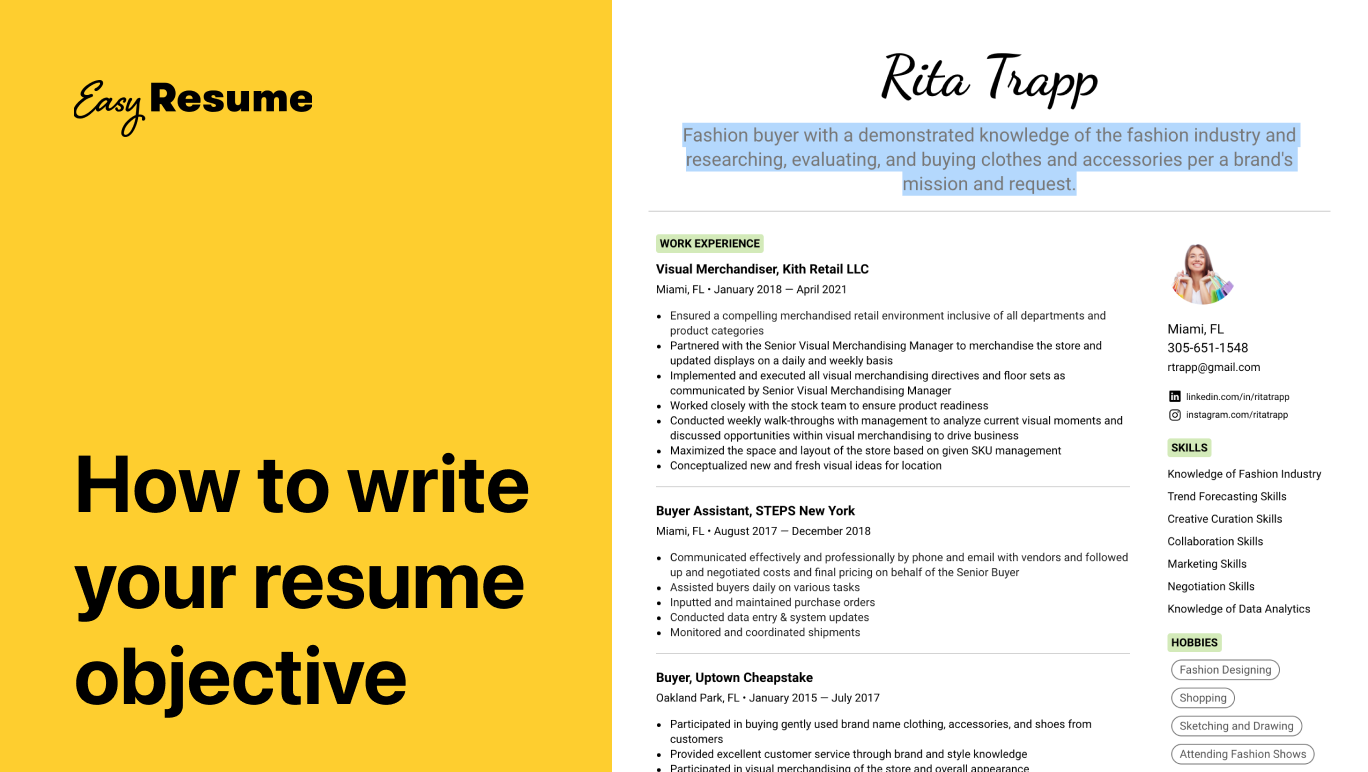 Easy Resume
How to write
your resume
objective
Rita Trapp
Fashion buyer with a demonstrated knowledge of the fashion industry and
researching, evaluating, and buying clothes and accessories per a brand's
mission and request.
WORK EXPERIENCE
Visual Merchandiser, Kith Retail LLC
Miami, FL • January 2018 — April 2021
• Ensured a compelling merchandised retail environment inclusive of all departments and
product categories
• Partnered with the Senior Visual Merchandising Manager to merchandise the store and
updated displays on a daily and weekly basis
• Implemented and executed all visual merchandising directives and floor sets as
communicated by Senior Visual Merchandising Manager
• Worked closely with the stock team to ensure product readiness
• Conducted weekly walk-throughs with management to analyze current visual moments and
discussed opportunities within visual merchandising to drive business
• Maximized the space and layout of the store based on given SKU management
• Conceptualized new and fresh visual ideas for location
Buyer Assistant, STEPS New York
Miami, FL • August 2017 — December 2018
• Communicated effectively and professionally by phone and email with vendors and followed
up and negotiated costs and final pricing on behalf of the Senior Buyer
• Assisted buyers daily on various tasks
• Inputted and maintained purchase orders
• Conducted data entry & system updates
• Monitored and coordinated shipments
Buyer, Uptown Cheapstake
Oakland Park, FL • January 2015 — July 2017
• Participated in buying gently used brand name clothing, accessories, and shoes from
customers
• Provided excellent customer service through brand and style knowledge
• Participated in visual merchandising of the store and overall appearance
Miami, FL
305-651-1548
rtrapp@gmail.com
linkedin.com/in/ritatrapp
instagram.com/ritatrapp
SKILLS
Knowledge of Fashion Industry
Trend Forecasting Skills
Creative Curation Skills
Collaboration Skills
Marketing Skills
Negotiation Skills
Knowledge of Data Analytics
HOBBIES
Fashion Designing
Shopping
Sketching and Drawing
Attending Fashion Shows